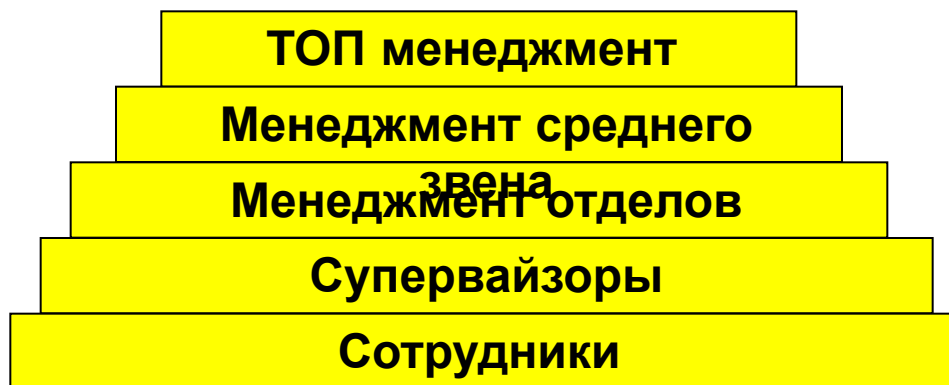 ТОП менеджмент
Менеджмент среднего
звена
Менеджмент отделов
Супервайзоры
Сотрудники